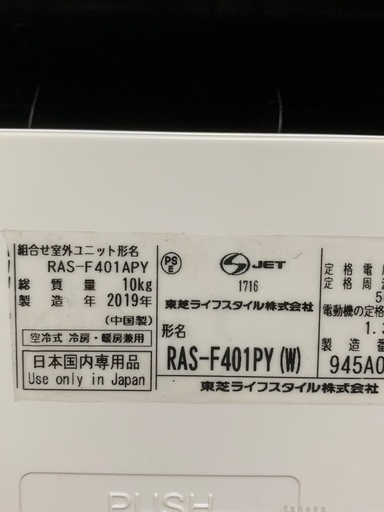 組合せ室外ユニット形名
RAS-F401APY
総質量 10kg
製造年 2019年
(中国製)
空冷式 冷房・暖房兼用
日本国内専用品
Use only in Japan
PS
E
JET
1716
東芝ライフスタイル株式会社
形名
RAS-F401PY(W)
東芝ライフスタイル株式会社
定格電
定格周
電動機の定格
製造番
945A0
PUSH